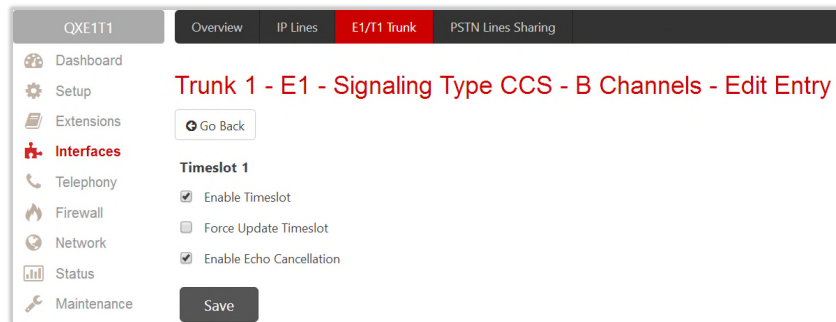 QXE1T1
Overview IP Lines E1/T1 Trunk PSTN Lines Sharing
Dashboard
Setup
Extensions
Interfaces
Telephony
Firewall
Network
Status
Maintenance
Trunk 1 - E1 - Signaling Type CCS - B Channels - Edit Entry
Go Back
Timeslot 1
Enable Timeslot
Force Update Timeslot
Enable Echo Cancellation
Save